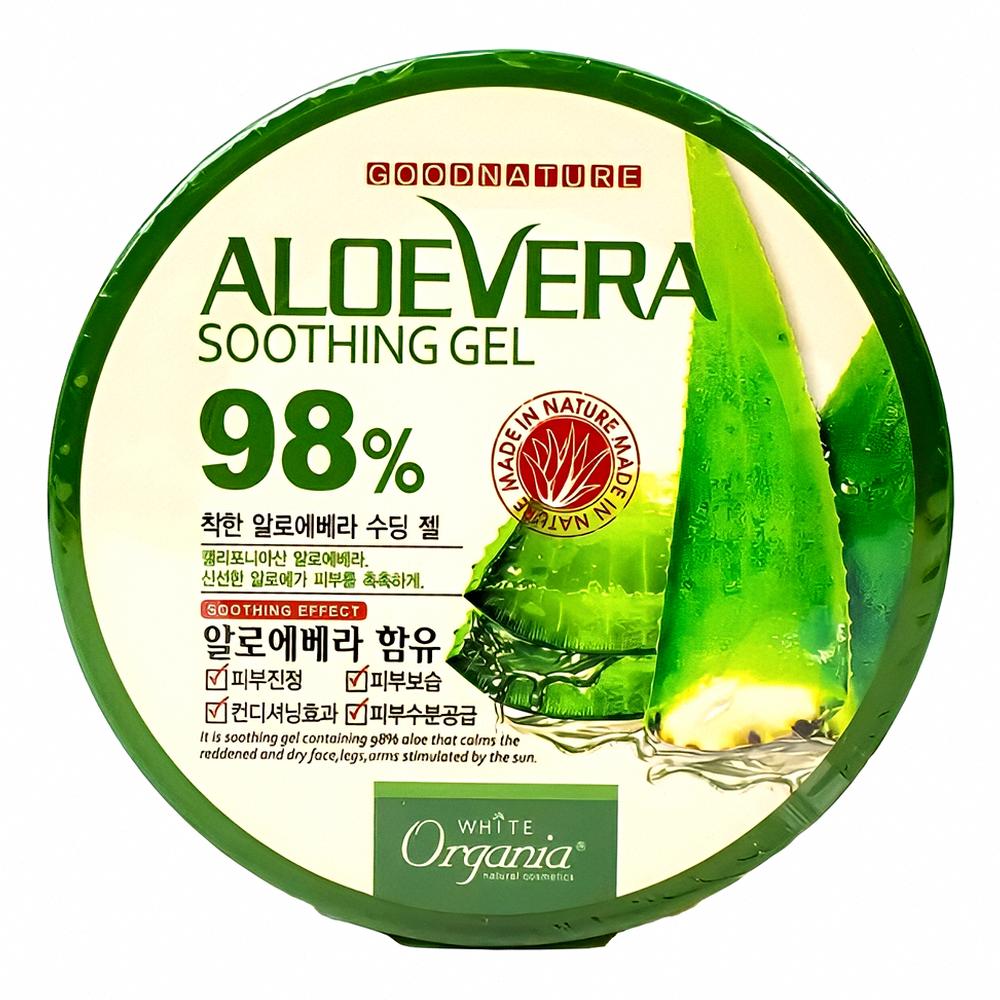 GOODNATURE
ALOEVERA
SOOTHING GEL
98%
MADE IN NATURE MADE IN NATURE
착한 알로에베라 수딩 젤
캘리포니아산 알로에베라.
신선한 알로에가 피부를 촉촉하게.
SOOTHING EFFECT
알로에베라 함유
피부진정 피부보습
컨디셔닝효과 피부수분공급
It is soothing gel containing 98% aloe that calms the
reddened and dry face,legs,arms stimulated by the sun.
WHITE
Organia®
natural cosmetics